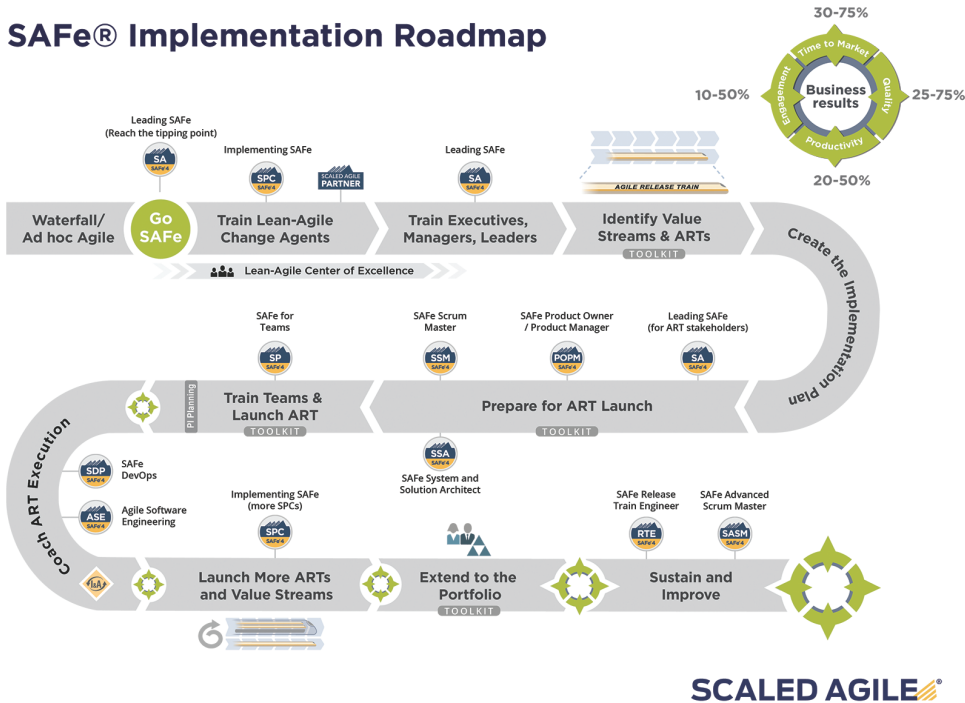 SAFe® Implementation Roadmap
30-75%
Time to Market
10-50%
Engagement
Business
results
Quality
25-75%
Productivity
20-50%
Leading SAFe
(Reach the tipping point)
SA
SAFe 4
Implementing SAFe
SPC
SAFe 4
SCALED AGILE
PARTNER
Leading SAFe
SA
SAFe 4
AGILE RELEASE TRAIN
Waterfall/
Ad hoc Agile
Go
SAFe
Train Lean-Agile
Change Agents
Train Executives,
Managers, Leaders
Identify Value
Streams & ARTs
TOOLKIT
Lean-Agile Center of Excellence
Create the Implementation Plan
SAFe for
Teams
SP
SAFe 4
SAFe Scrum
Master
SSM
SAFe 4
SAFe Product Owner
/ Product Manager
POPM
SAFe 4
Leading SAFe
(for ART stakeholders)
SA
SAFe 4
PI Planning
Train Teams &
Launch ART
TOOLKIT
Prepare for ART Launch
TOOLKIT
SSA
SAFe 4
SAFe System and
Solution Architect
Coach ART Execution
SDP
SAFe 4
SAFe
DevOps
ASE
SAFe 4
Agile Software
Engineering
I&A
Implementing SAFe
(more SPCs)
SPC
SAFe 4
SAFe Release
Train Engineer
RTE
SAFe 4
SAFe Advanced
Scrum Master
SASM
SAFe 4
Launch More ARTs
and Value Streams
Extend to the
Portfolio
TOOLKIT
Sustain and
Improve
SCALED AGILE®